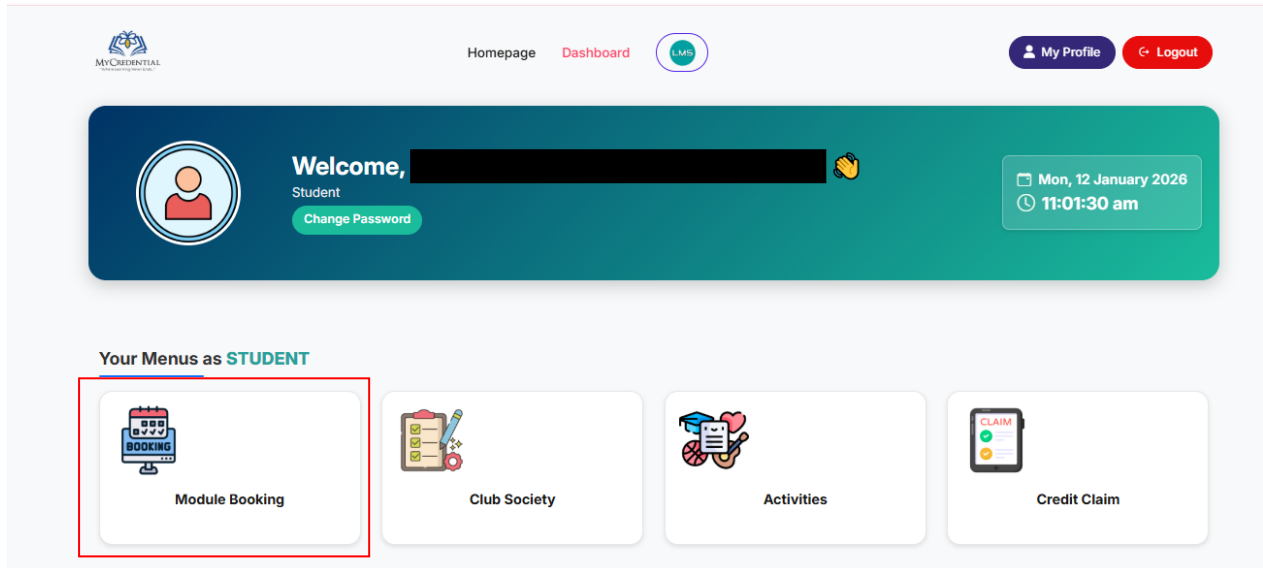 MYCREDENTIAL
Homepage
Dashboard
LMS
My Profile
Logout
Welcome,
Student
Change Password
Mon, 12 January 2026
11:01:30 am
Your Menus as STUDENT
BOOKING
Module Booking
Club Society
Activities
CLAIM
Credit Claim